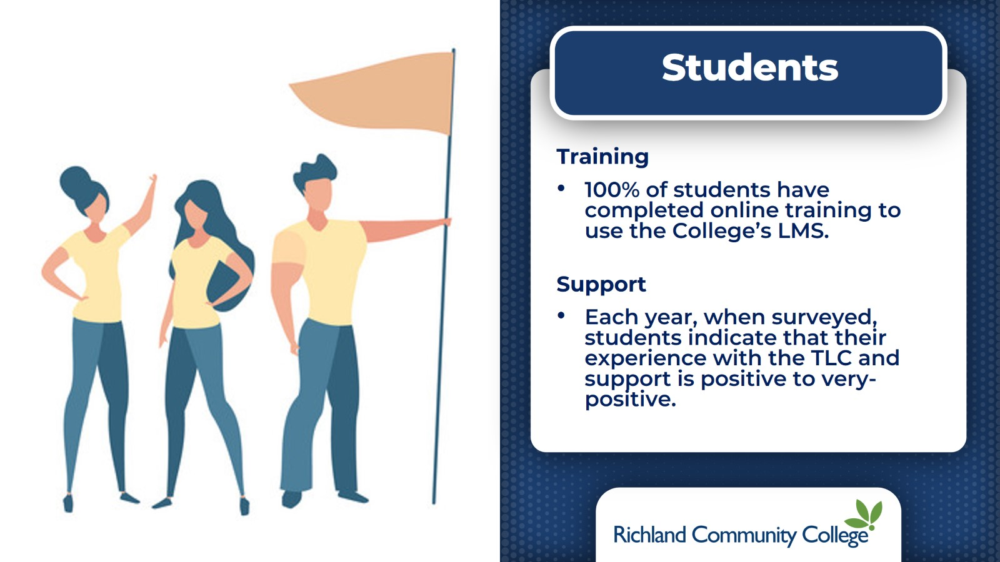 Students
Training
• 100% of students have
completed online training to
use the College’s LMS.
Support
• Each year, when surveyed,
students indicate that their
experience with the TLC and
support is positive to very-
positive.
Richland Community College